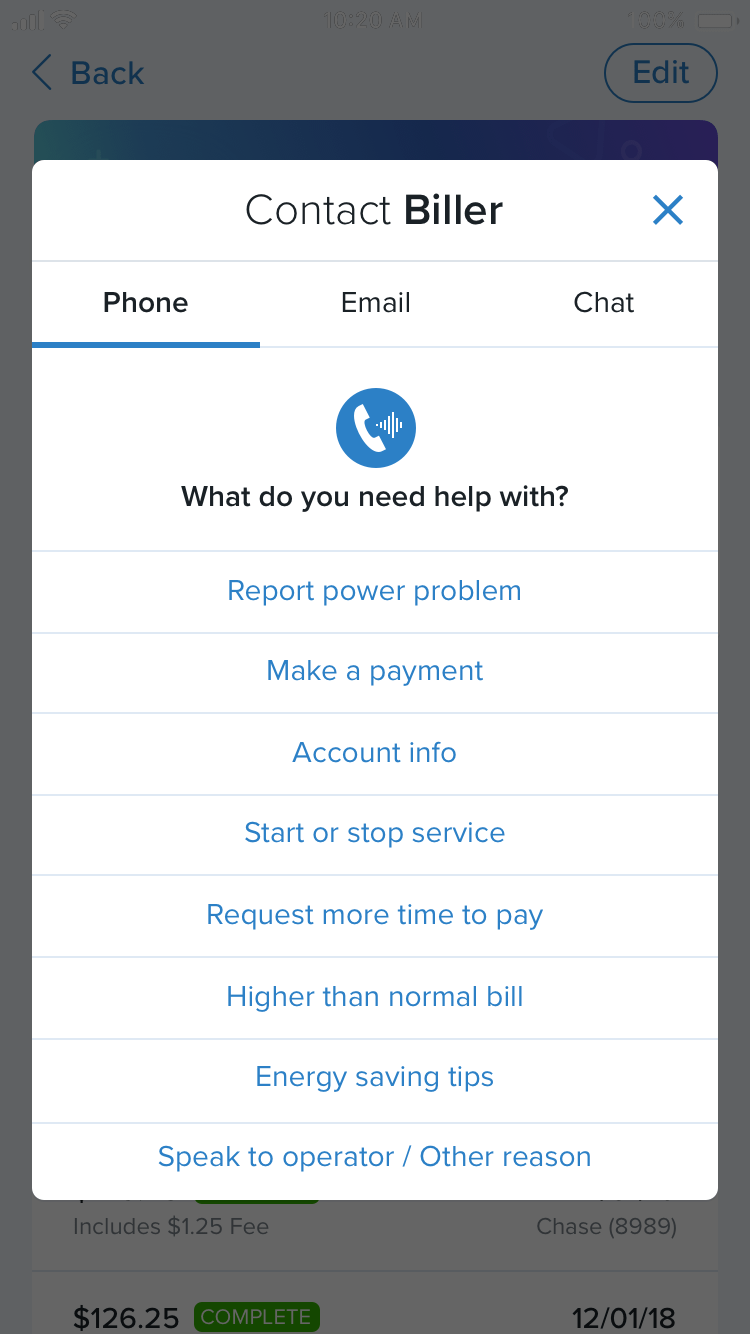 10:20 AM 100%
Back Edit
Contact Biller
Phone Email Chat
What do you need help with?
Report power problem
Make a payment
Account info
Start or stop service
Request more time to pay
Higher than normal bill
Energy saving tips
Speak to operator / Other reason
Includes $1.25 Fee Chase (8989)
$126.25 COMPLETE 12/01/18